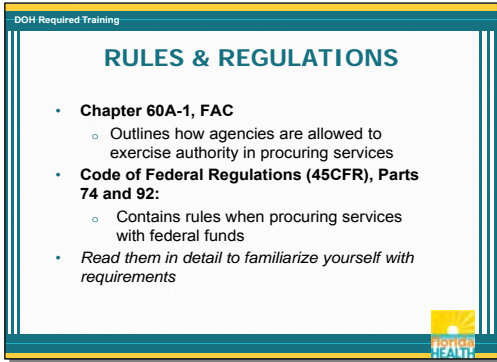 DOH Required Training
RULES & REGULATIONS
• Chapter 60A-1, FAC
o Outlines how agencies are allowed to
exercise authority in procuring services
• Code of Federal Regulations (45CFR), Parts
74 and 92:
o Contains rules when procuring services
with federal funds
• Read them in detail to familiarize yourself with
requirements
Florida
HEALTH